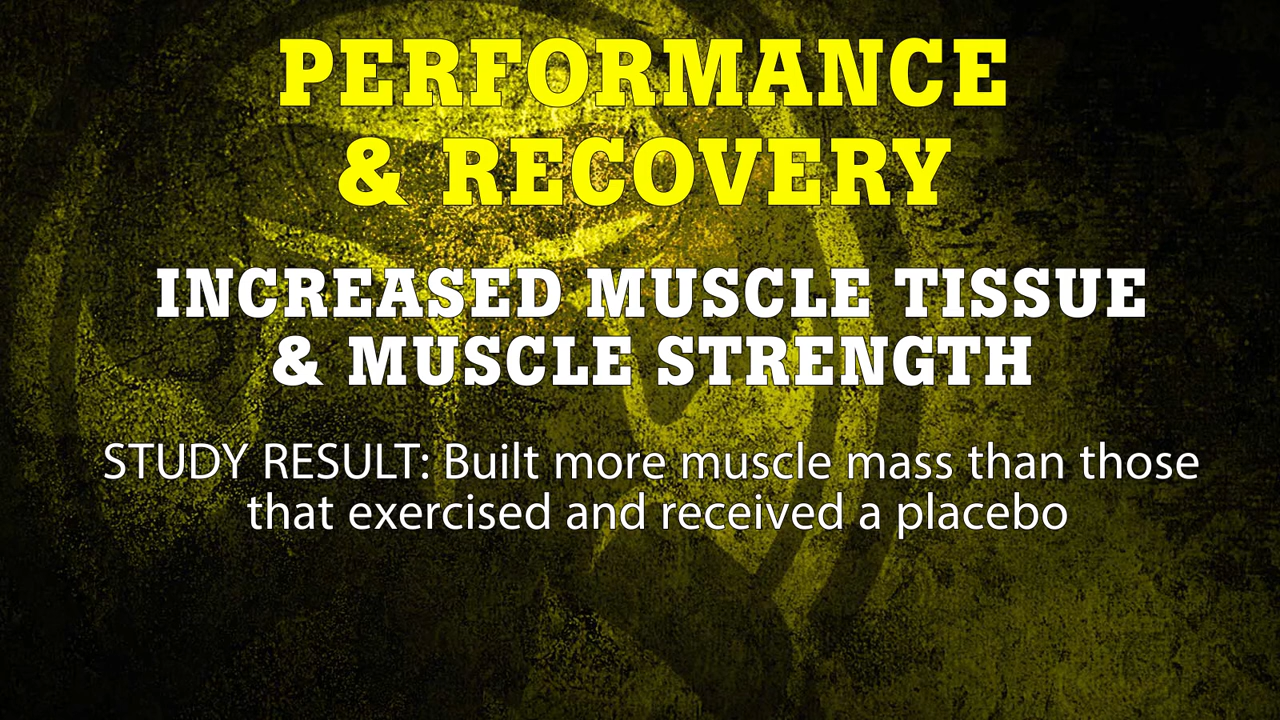 PERFORMANCE
& RECOVERY
INCREASED MUSCLE TISSUE
& MUSCLE STRENGTH
STUDY RESULT: Built more muscle mass than those
that exercised and received a placebo